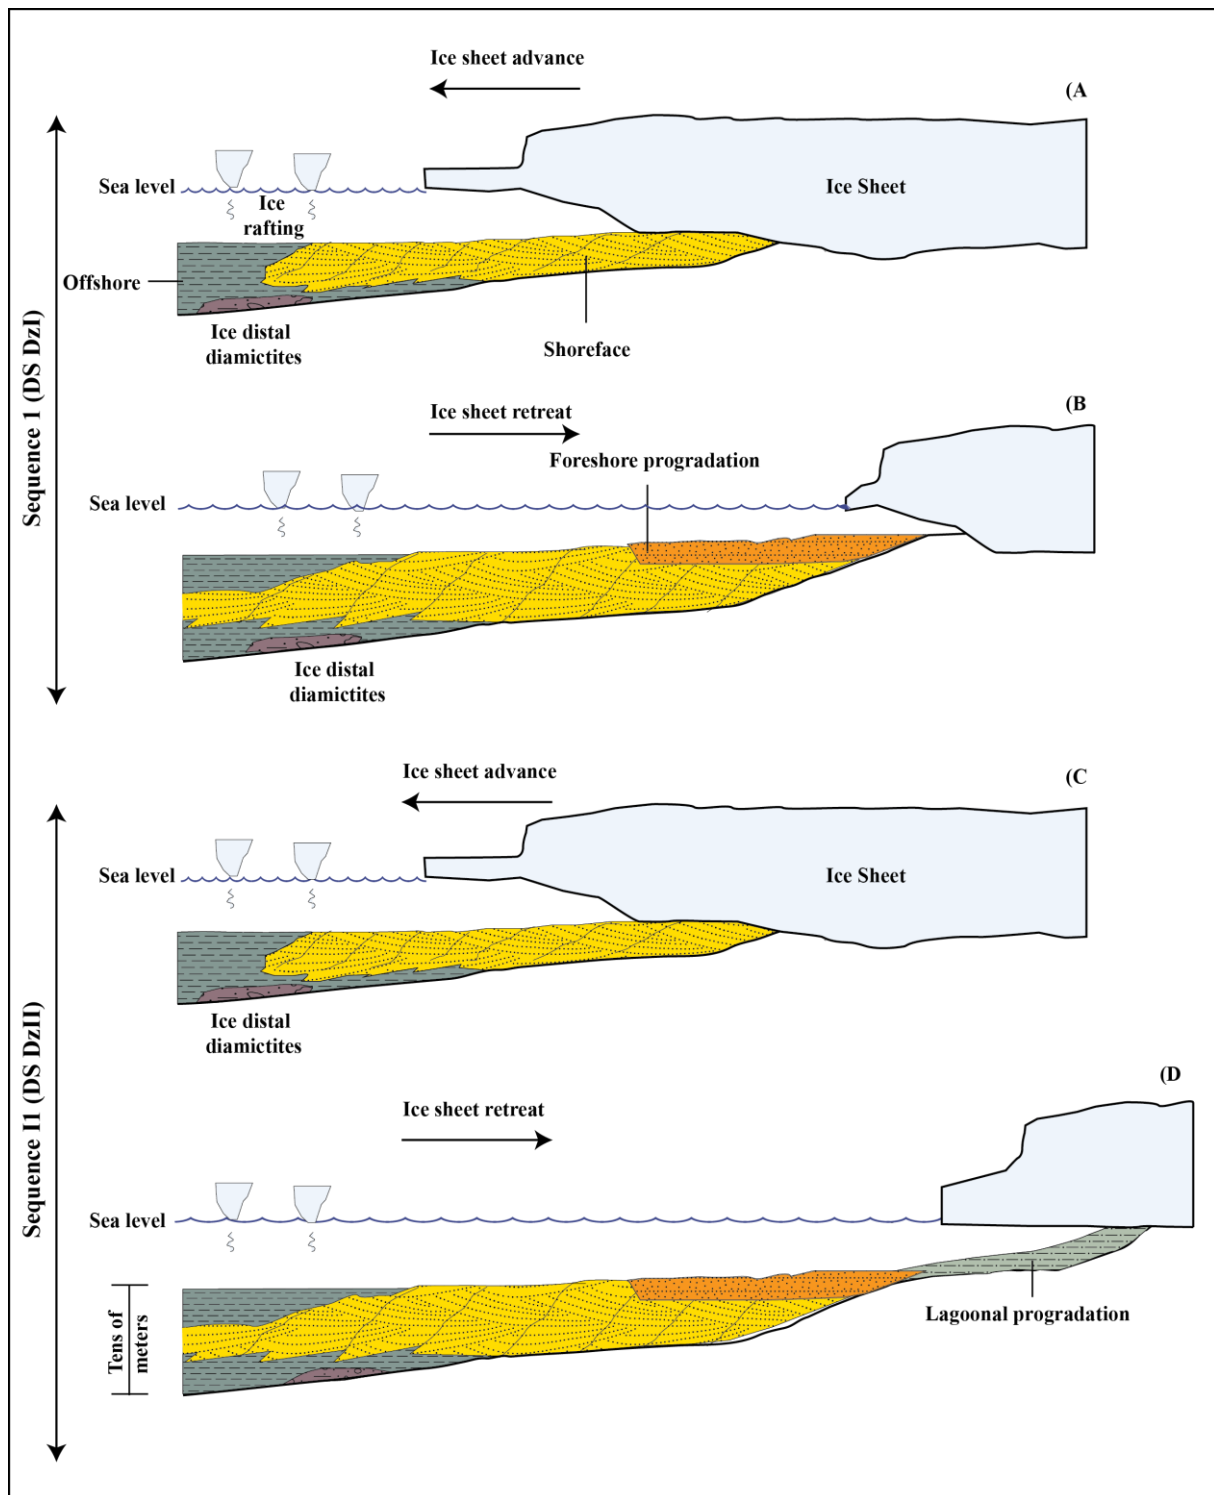 Ice sheet advance
(A
Sea level
Ice
rafting
Ice Sheet
Offshore
Ice distal
diamictites
Shoreface
Sequence 1 (DS DzI)
(B
Ice sheet retreat
Foreshore progradation
Sea level
Ice distal
diamictites
Ice sheet advance
(C
Sea level
Ice Sheet
Ice distal
diamictites
Sequence I1 (DS DzII)
(D
Ice sheet retreat
Sea level
Lagoonal progradation
Tens of
meters